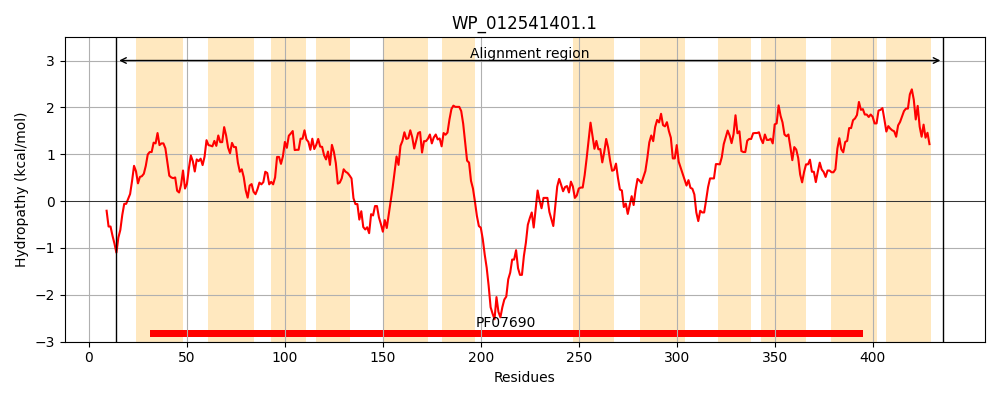 WP_012541401.1
Alignment region
Hydropathy (kcal/mol)
3
2
1
0
−1
−2
−3
PF07690
0 50 100 150 200 250 300 350 400
Residues